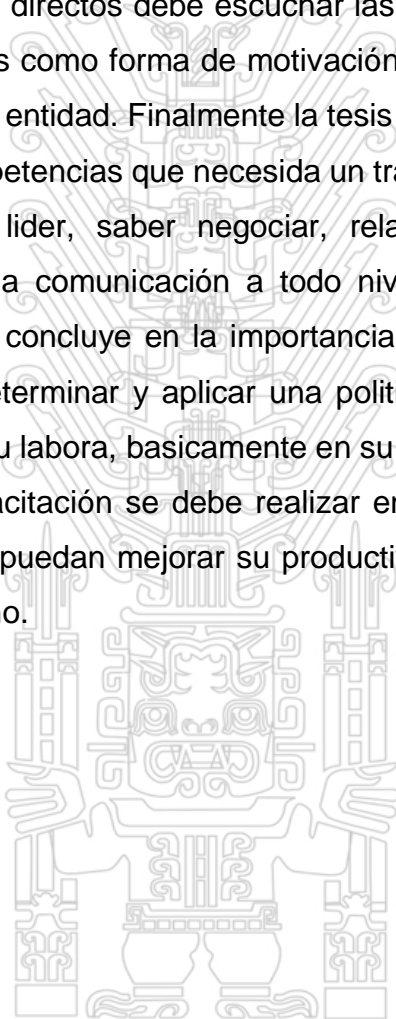 directos debe escuchar las
s como forma de motivación
entidad. Finalmente la tesis
petencias que necesida un tra
lider, saber negociar, rela
a comunicación a todo niv
concluye en la importancia
eterminar y aplicar una polit
u labora, basicamente en su
acitación se debe realizar en
puedan mejorar su productiv
no.